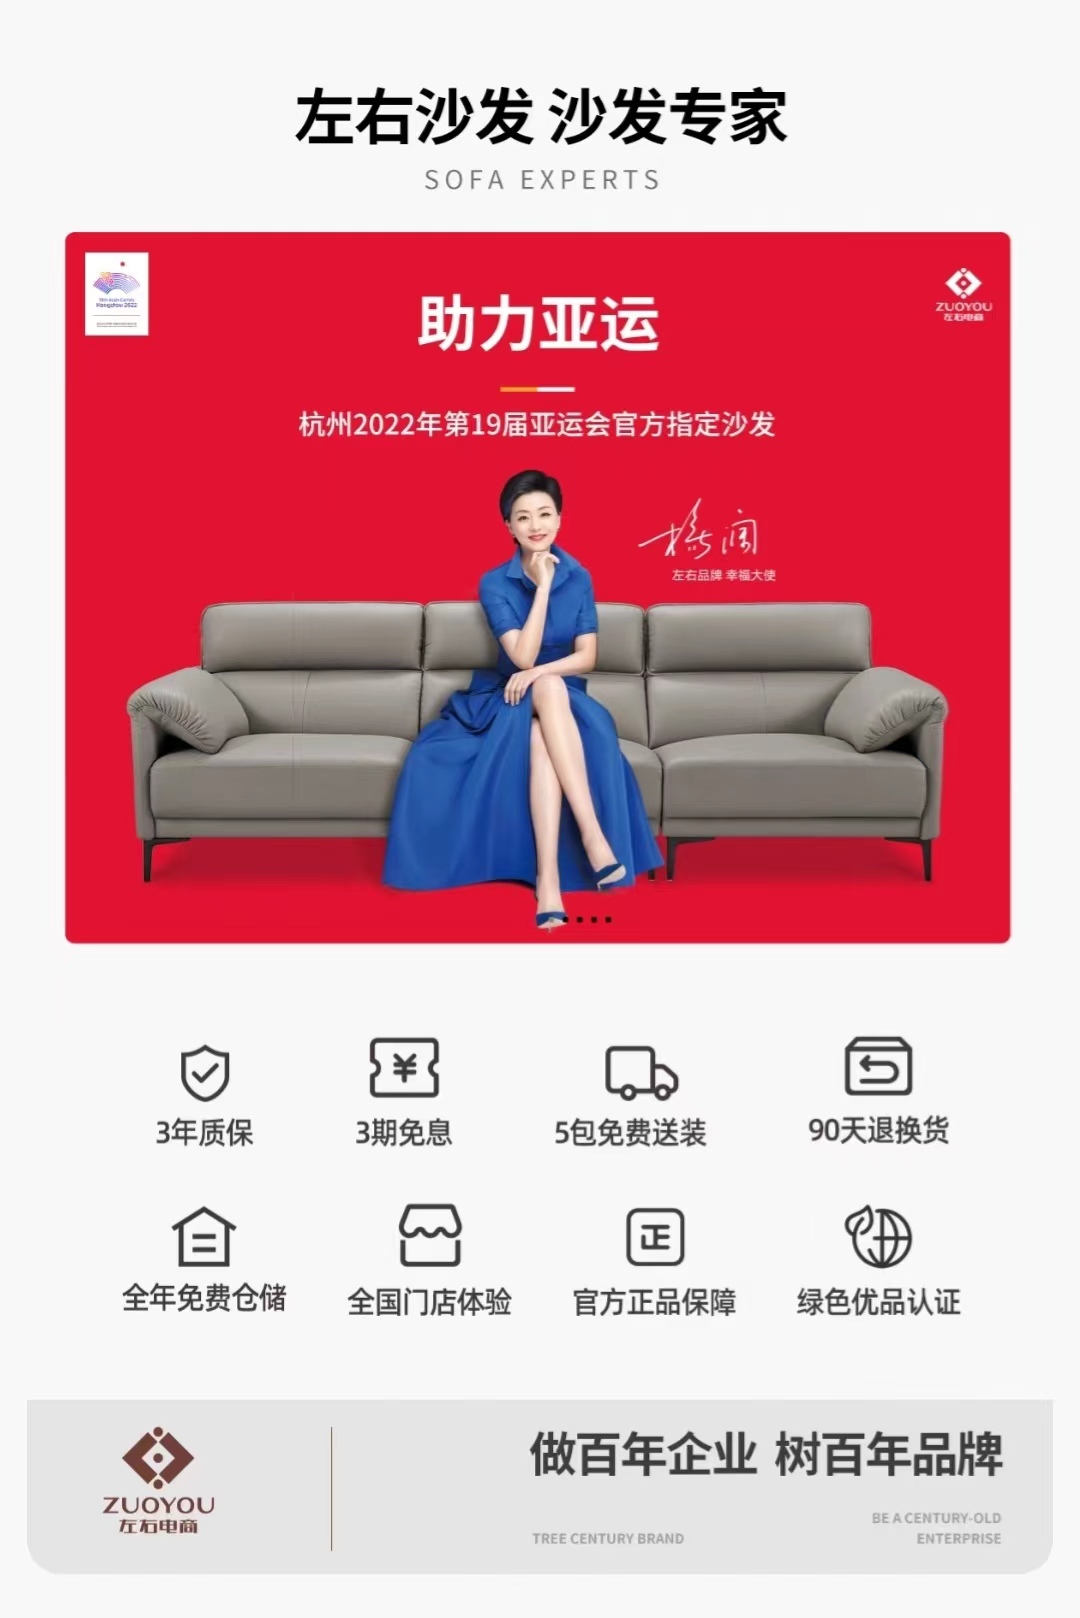 左右沙发 沙发专家
SOFA EXPERTS
19th Asian Games
Hangzhou 2022
ZUOYOU
左右电商
助力亚运
杭州2022年第19届亚运会官方指定沙发
杨澜
左右品牌 幸福大使
3年质保
3期免息
5包免费送装
90天退换货
全年免费仓储
全国门店体验
正
官方正品保障
绿色优品认证
ZUOYOU
左右电商
做百年企业 树百年品牌
TREE CENTURY BRAND
BE A CENTURY-OLD
ENTERPRISE